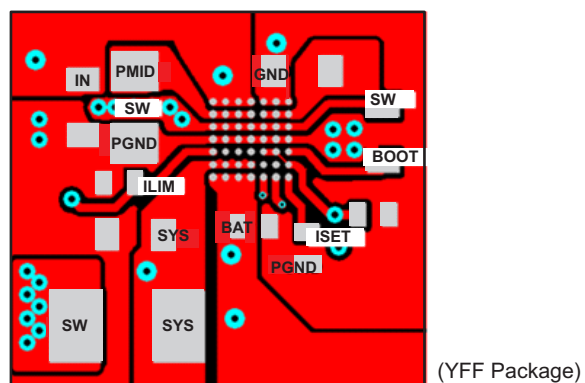 IN
PMID
GND
SW
SW
PGND
BOOT
ILIM
SYS
BAT
ISET
PGND
SW
SYS
(YFF Package)